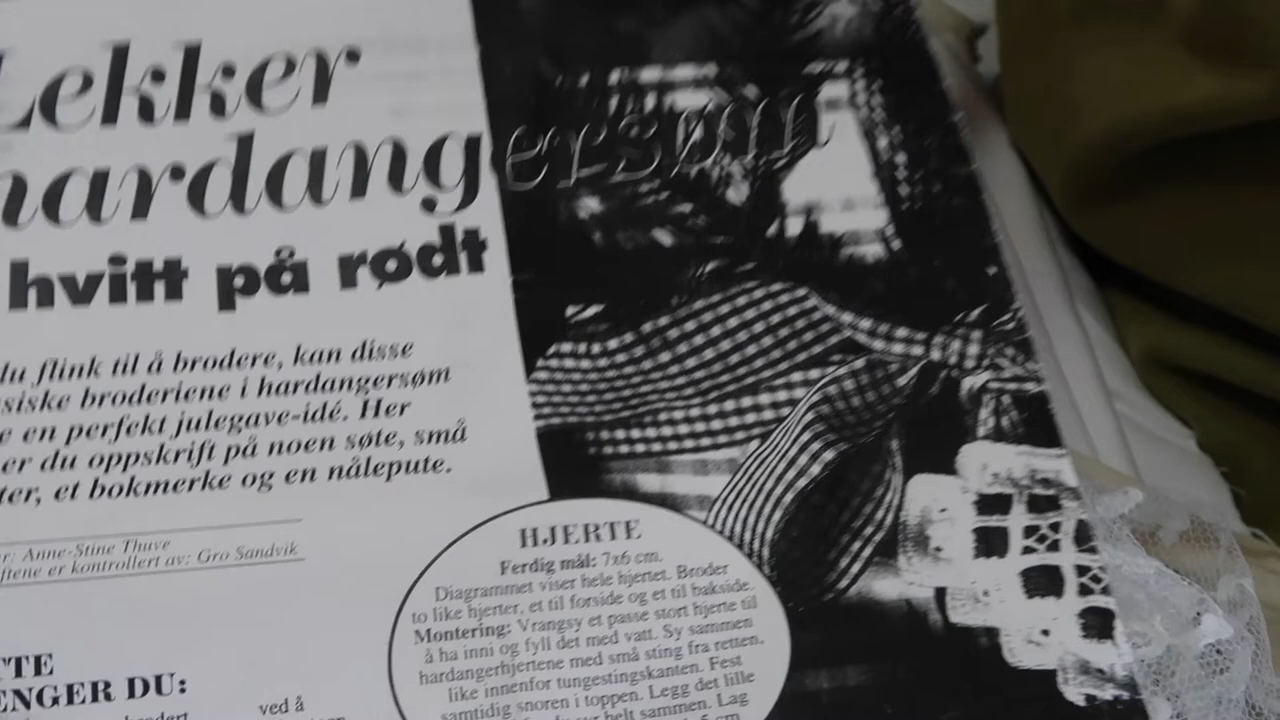 Lekker
hardangersøm
hvitt på rødt
du flink til å brodere, kan disse
siske broderiene i hardangersøm
e en perfekt julegave-idé. Her
er du oppskrift på noen søte, små
ter, et bokmerke og en nålepute.
r: Anne-Stine Thuve
ftene er kontrollert av: Gro Sandvik
HJERTE
Ferdig mål: 7x6 cm.
Diagrammet viser hele hjertet. Broder
to like hjerter, et til forside og et til bakside.
Montering: Vrangsy et passe stort hjerte til
å ha inni og fyll det med vatt. Sy sammen
hardangerhjertene med små sting fra retten,
like innenfor tungestingskanten. Fest
samtidig snoren i toppen. Legg det lille
helt sammen. Lag
TTE
ENGER DU:
ved å